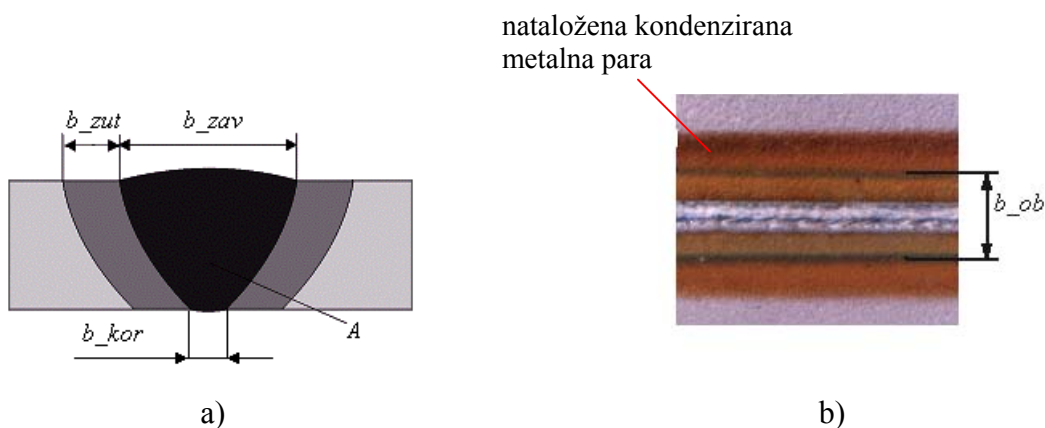 nataložena kondenzirana
metalna para
b_zut
b_zav
b_ob
b_kor
A
a)
b)